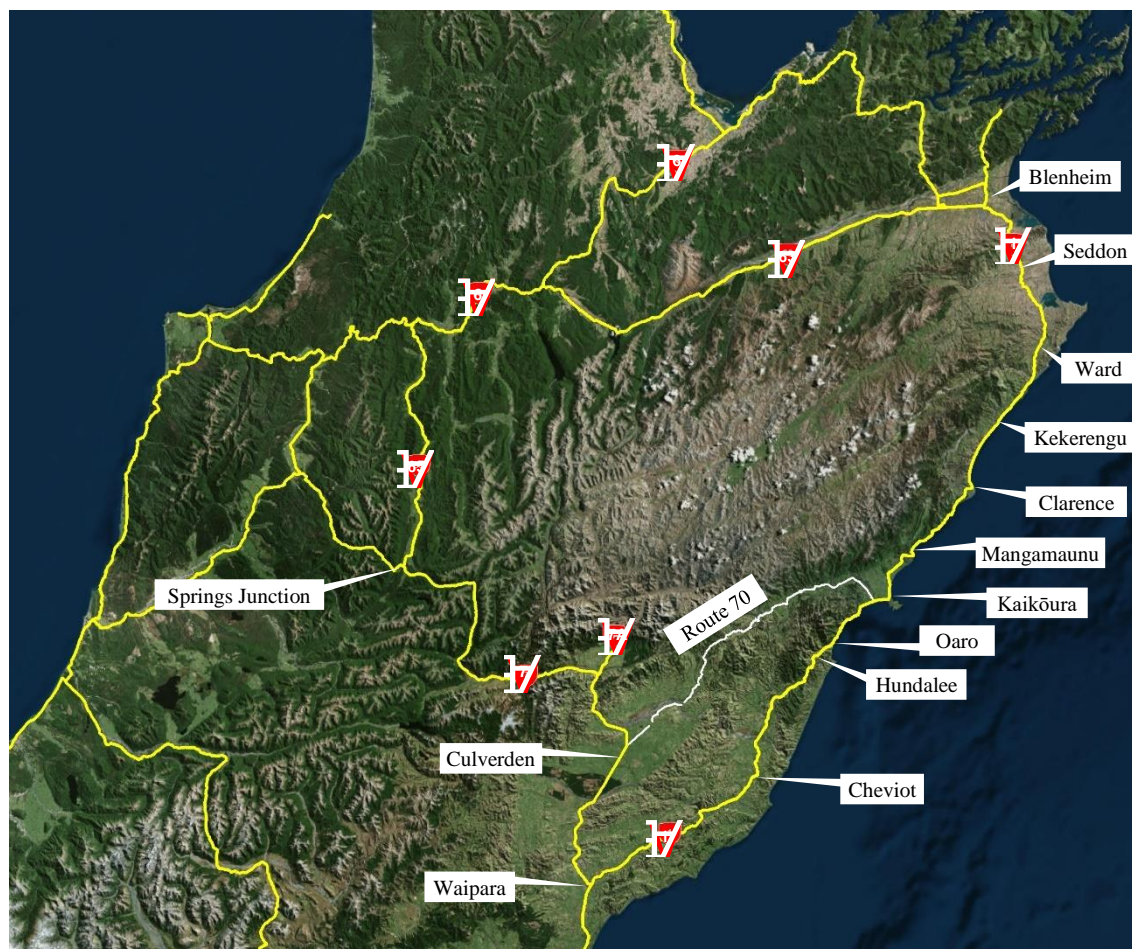 Blenheim
Seddon
Ward
Kekerengu
Clarence
Mangamaunu
Springs Junction
Kaikōura
Route 70
Oaro
Hundalee
Culverden
Cheviot
Waipara